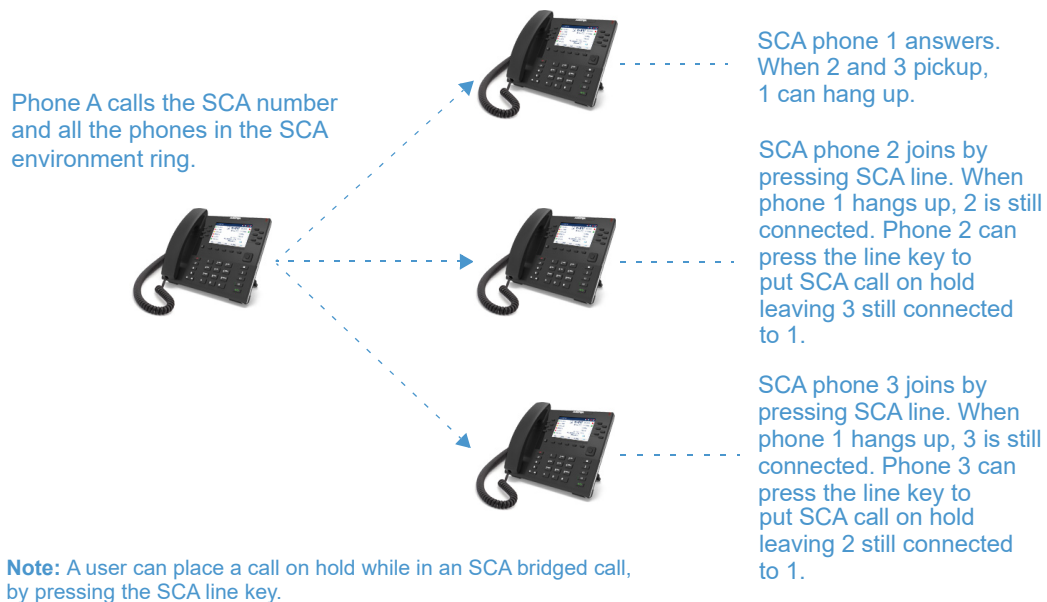 Phone A calls the SCA number
and all the phones in the SCA
environment ring.
SCA phone 1 answers.
When 2 and 3 pickup,
1 can hang up.
SCA phone 2 joins by
pressing SCA line. When
phone 1 hangs up, 2 is still
connected. Phone 2 can
press the line key to
put SCA call on hold
leaving 3 still connected
to 1.
SCA phone 3 joins by
pressing SCA line. When
phone 1 hangs up, 3 is still
connected. Phone 3 can
press the line key to
put SCA call on hold
leaving 2 still connected
to 1.
Note: A user can place a call on hold while in an SCA bridged call,
by pressing the SCA line key.